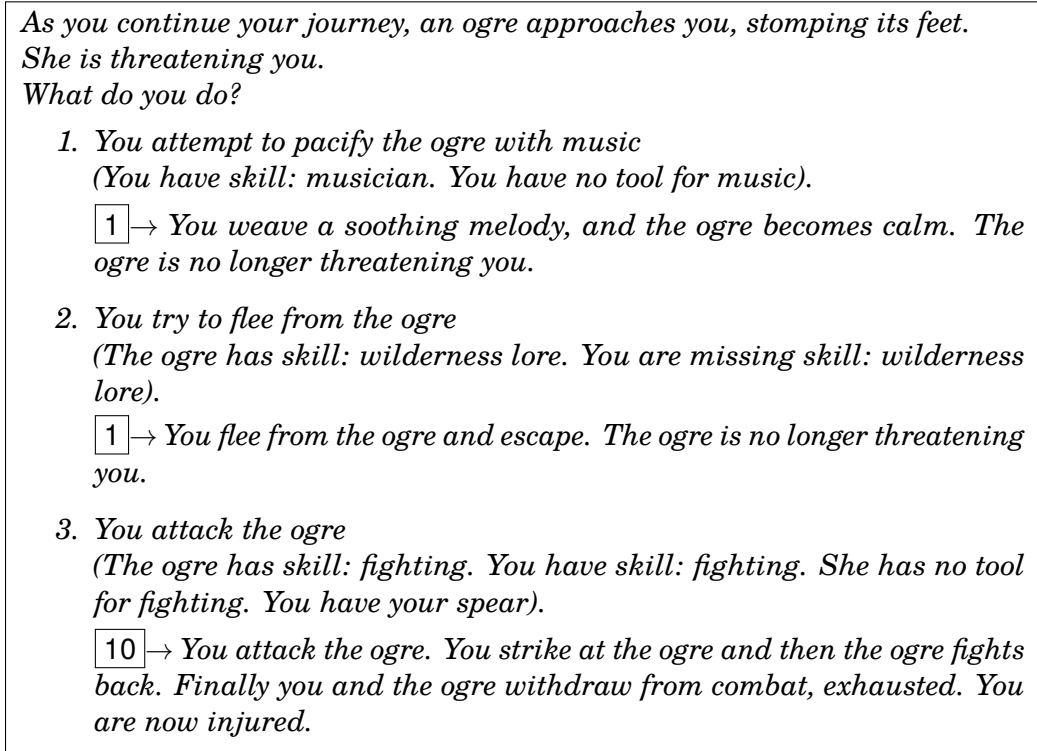 As you continue your journey, an ogre approaches you, stomping its feet.
She is threatening you.
What do you do?
1. You attempt to pacify the ogre with music
(You have skill: musician. You have no tool for music).
1 → You weave a soothing melody, and the ogre becomes calm. The
ogre is no longer threatening you.
2. You try to flee from the ogre
(The ogre has skill: wilderness lore. You are missing skill: wilderness
lore).
1 → You flee from the ogre and escape. The ogre is no longer threatening
you.
3. You attack the ogre
(The ogre has skill: fighting. You have skill: fighting. She has no tool
for fighting. You have your spear).
10 → You attack the ogre. You strike at the ogre and then the ogre fights
back. Finally you and the ogre withdraw from combat, exhausted. You
are now injured.